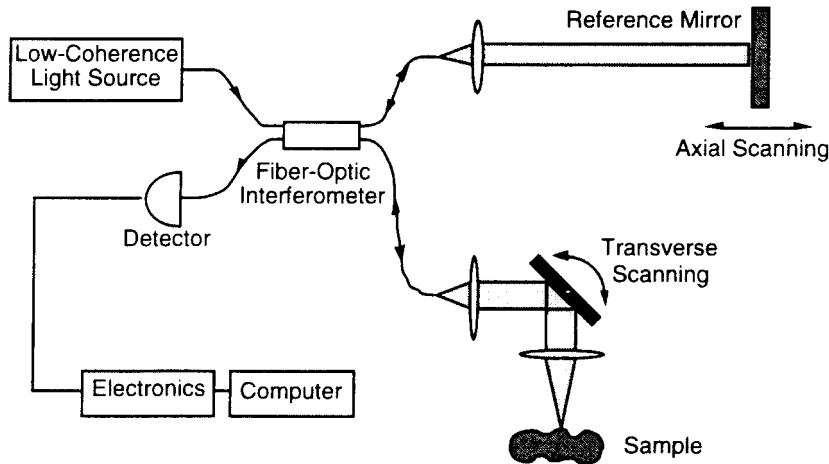 Low-Coherence
Light Source
Reference Mirror
Axial Scanning
Fiber-Optic
Interferometer
Detector
Transverse
Scanning
Electronics
Computer
Sample